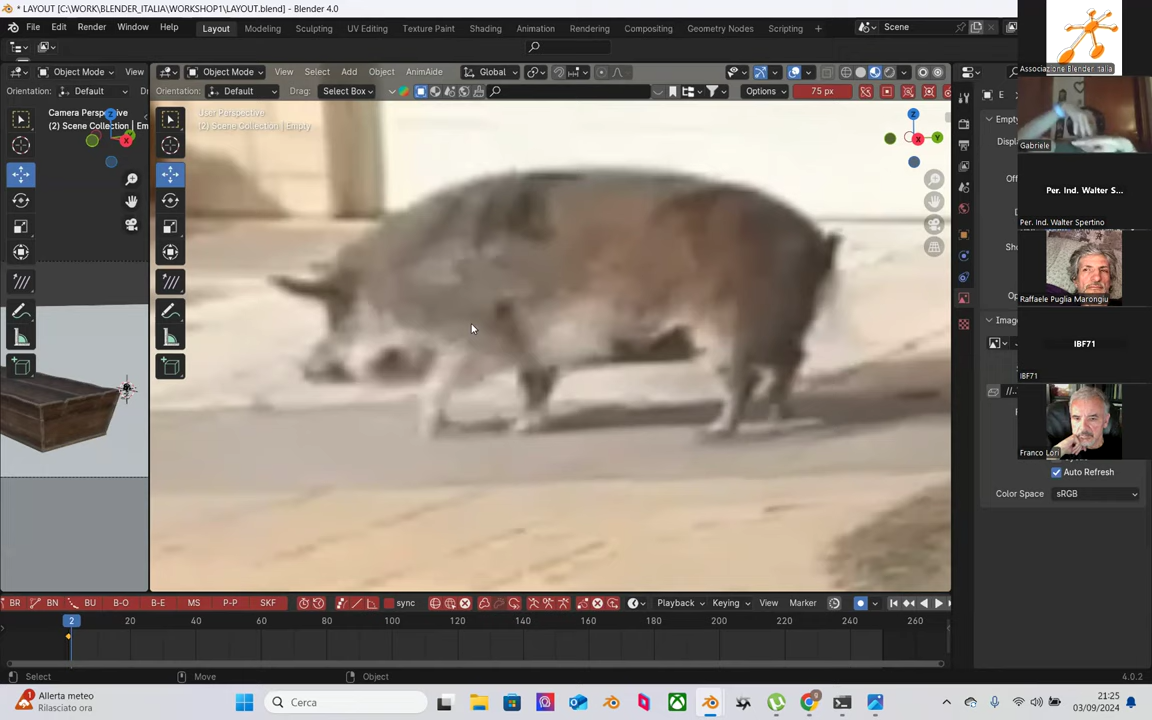 * LAYOUT [C:\WORK\BLENDER_ITALIA\WORKSHOP1\LAYOUT.blend] - Blender 4.0
File Edit Render Window Help
Layout Modeling Sculpting UV Editing Texture Paint Shading Animation Rendering Compositing Geometry Nodes Scripting +
Scene
Associazione Blender Italia
Object Mode View
Object Mode View Select Add Object AnimAide Global
Orientation: Default
Orientation: Default Drag: Select Box Options 75 px
Camera Perspective
(2) Scene Collection | Em
User Perspective
(2) Scene Collection | Empty
X
Y
Z
E
Empty
Displa
Off
Sho
Op
Imag
//..
Auto Refresh
Color Space sRGB
Gabriele
Per. Ind. Walter S...
Per. Ind. Walter Spertino
Raffaele Puglia Marongiu
IBF71
IBF71
Franco Lori
BR BN BU B-O B-E MS P-P SKF sync Playback Keying View Marker
2 20 40 60 80 100 120 140 160 180 200 220 240 260
Select Move Object 4.0.2
Allerta meteo
Rilasciato ora
1
Cerca
21:25
03/09/2024